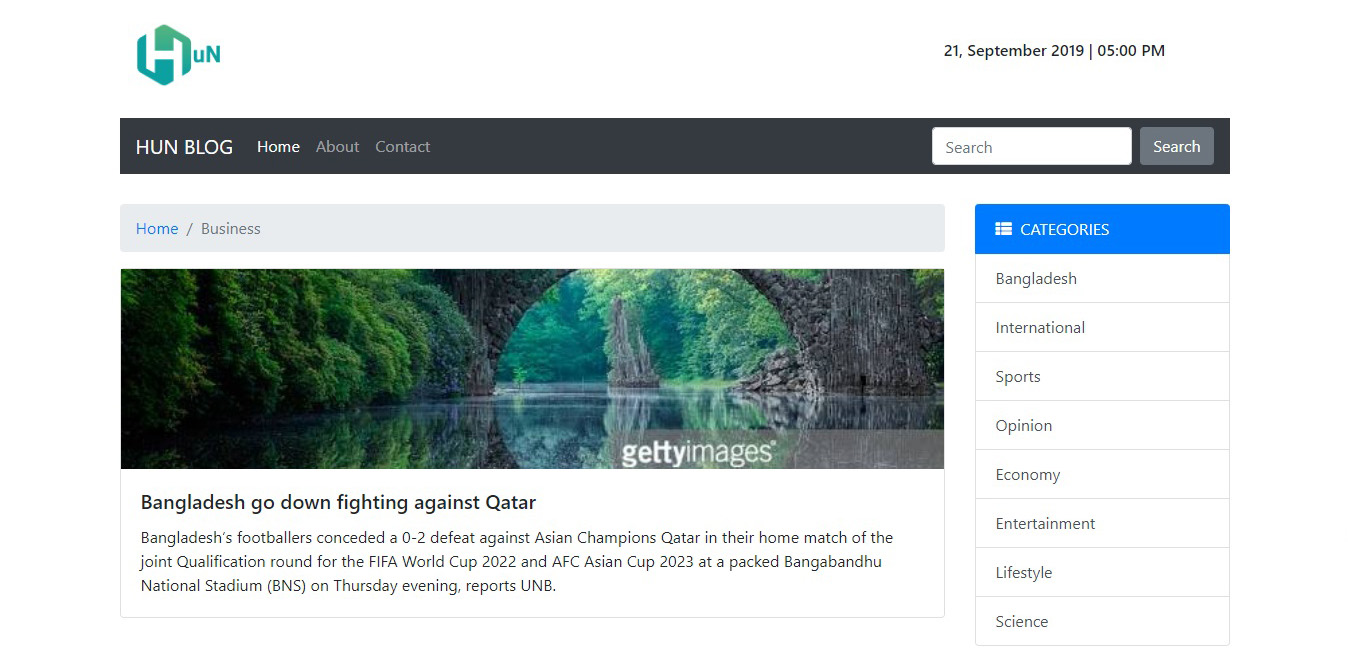 HuN
21, September 2019 | 05:00 PM
HUN BLOG Home About Contact Search Search
Home / Business
gettyimages®
Bangladesh go down fighting against Qatar
Bangladesh’s footballers conceded a 0-2 defeat against Asian Champions Qatar in their home match of the
joint Qualification round for the FIFA World Cup 2022 and AFC Asian Cup 2023 at a packed Bangabandhu
National Stadium (BNS) on Thursday evening, reports UNB.
CATEGORIES
Bangladesh
International
Sports
Opinion
Economy
Entertainment
Lifestyle
Science